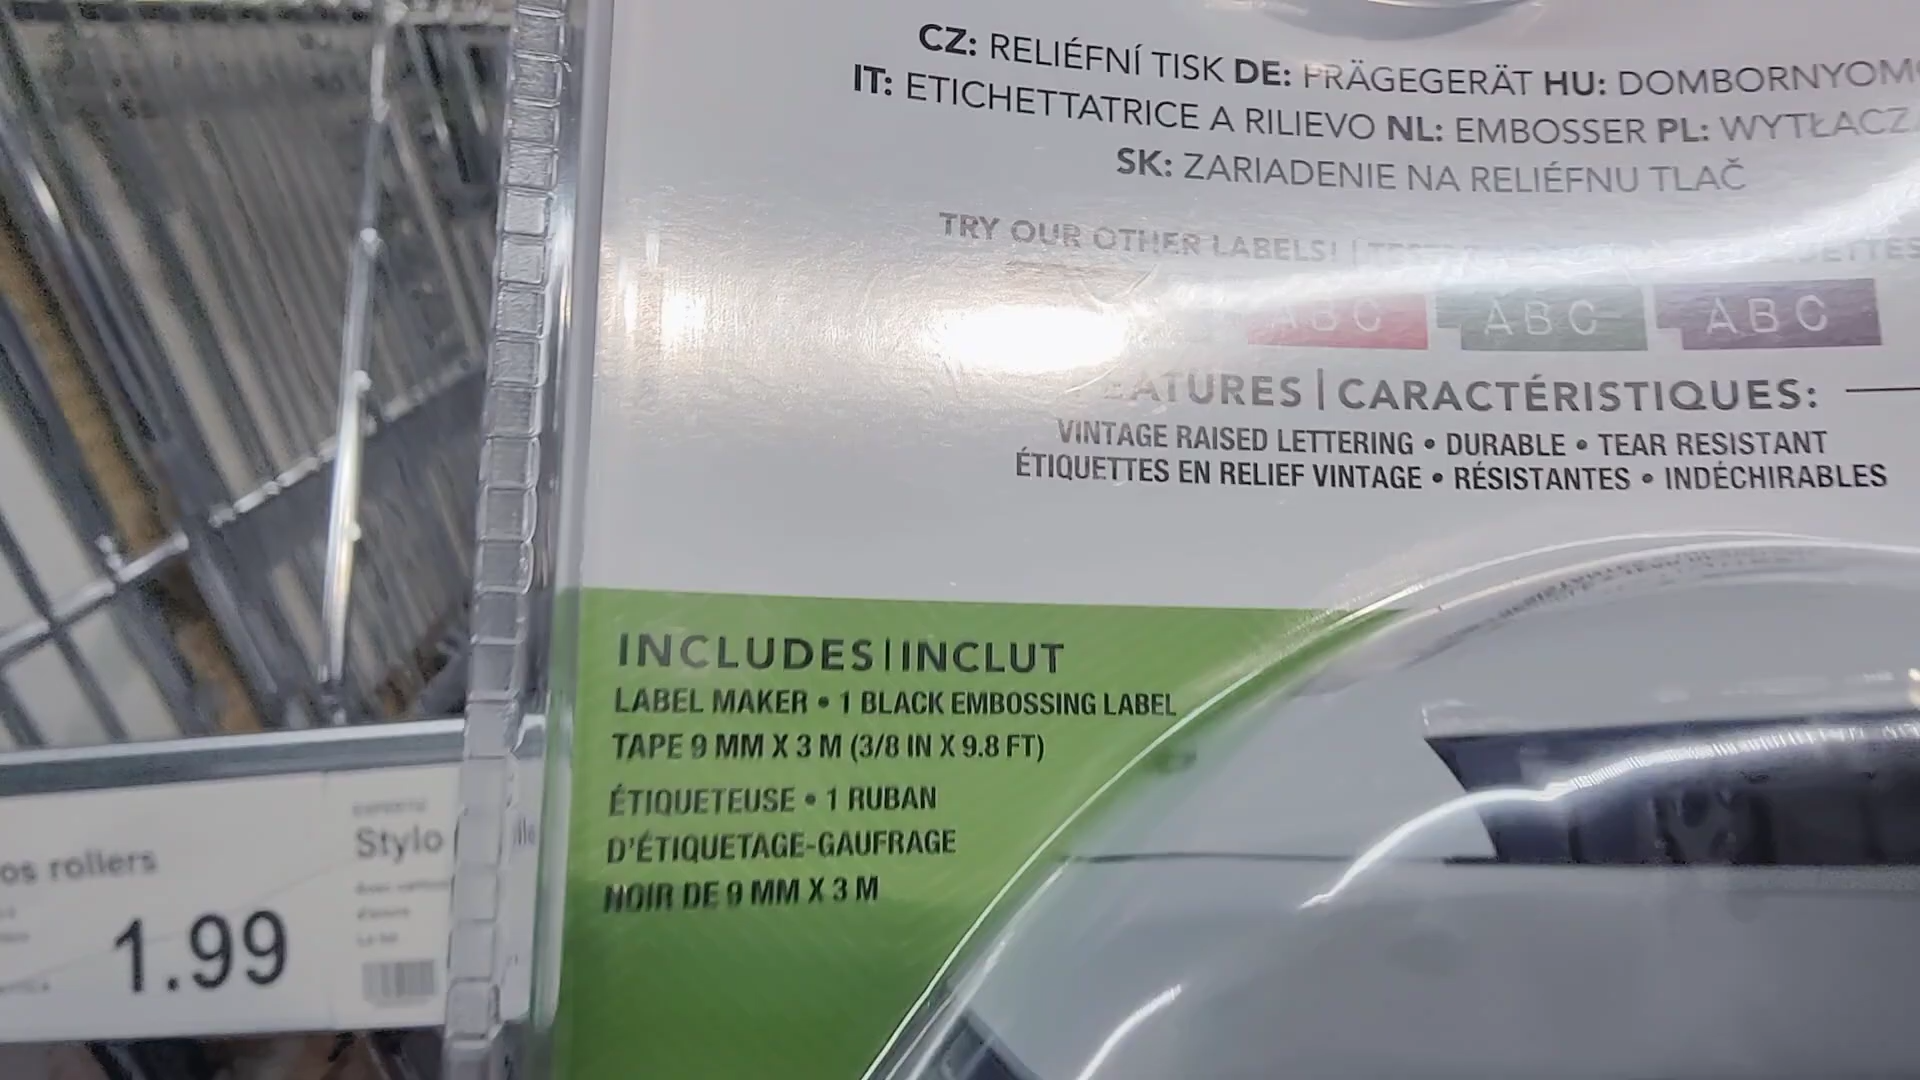 CZ: RELIÉFNÍ TISK DE: PRÄGEGERÄT HU: DOMBORNYOM
IT: ETICHETTATRICE A RILIEVO NL: EMBOSSER PL: WYTŁACZ
SK: ZARIADENIE NA RELIÉFNU TLAČ
TRY OUR OTHER LABELS! |
ABC ABC ABC
FEATURES | CARACTÉRISTIQUES:
VINTAGE RAISED LETTERING • DURABLE • TEAR RESISTANT
ÉTIQUETTES EN RELIEF VINTAGE • RÉSISTANTES • INDÉCHIRABLES
INCLUDES | INCLUT
LABEL MAKER • 1 BLACK EMBOSSING LABEL
TAPE 9 MM X 3 M (3/8 IN X 9.8 FT)
ÉTIQUETEUSE • 1 RUBAN
D'ÉTIQUETAGE-GAUFRAGE
NOIR DE 9 MM X 3 M
os rollers
1.99
Stylo